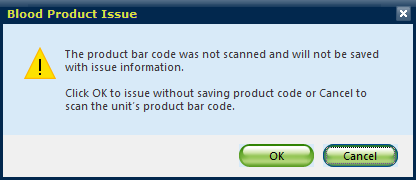 Blood Product Issue
The product bar code was not scanned and will not be saved
with issue information.
Click OK to issue without saving product code or Cancel to
scan the unit's product bar code.
OK
Cancel